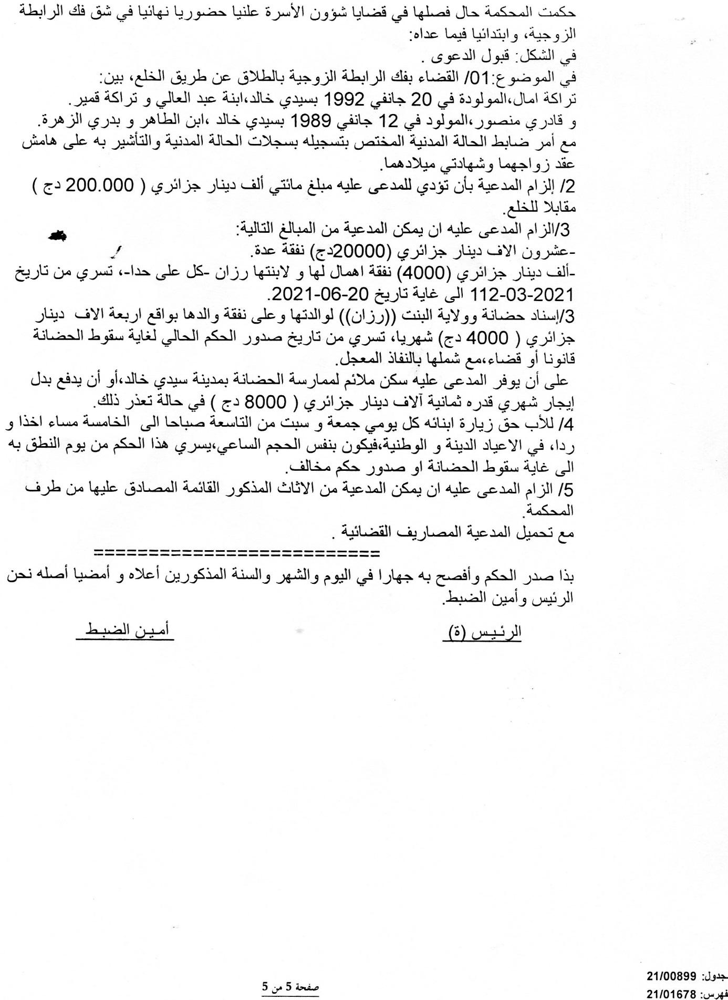 حكمت المحكمة حال فصلها في قضايا شؤون الأسرة علنيا حضوريا نهائيا في شق فك الرابطة
الزوجية، وابتدائيا فيما عداه:
في الشكل: قبول الدعوى .
في الموضوع:01/ القضاء بفك الرابطة الزوجية بالطلاق عن طريق الخلع، بين:
تراكة امال،المولودة في 20 جانفي 1992 بسيدي خالد،ابنة عبد العالي و تراكة قمير.
و قادري منصور،المولود في 12 جانفي 1989 بسيدي خالد ،ابن الطاهر و بدري الزهرة.
مع أمر ضابط الحالة المدنية المختص بتسجيله بسجلات الحالة المدنية والتأشير به على هامش
عقد زواجهما وشهادتي ميلادهما.
2/ إلزام المدعية بأن تؤدي للمدعى عليه مبلغ مائتي ألف دينار جزائري ( 200.000 دج )
مقابلا للخلع.
3/الزام المدعى عليه ان يمكن المدعية من المبالغ التالية:
-عشرون الاف دينار جزائري (20000دج) نفقة عدة.
-ألف دينار جزائري (4000) نفقة اهمال لها و لابنتها رزان -كل على حدا-، تسري من تاريخ
112-03-2021 الى غاية تاريخ 20-06-2021.
3/إسناد حضانة وولاية البنت ((رزان)) لوالدتها وعلى نفقة والدها بواقع اربعة الاف دينار
جزائري ( 4000 دج) شهريا، تسري من تاريخ صدور الحكم الحالي لغاية سقوط الحضانة
قانونا أو قضاء،مع شملها بالنفاذ المعجل.
على أن يوفر المدعى عليه سكن ملائم لممارسة الحضانة بمدينة سيدي خالد،أو أن يدفع بدل
إيجار شهري قدره ثمانية آلاف دينار جزائري ( 8000 دج ) في حالة تعذر ذلك.
4/ للأب حق زيارة ابنائه كل يومي جمعة و سبت من التاسعة صباحا الى الخامسة مساء اخذا و
ردا، في الاعياد الدينة و الوطنية،فيكون بنفس الحجم الساعي،يسري هذا الحكم من يوم النطق به
الى غاية سقوط الحضانة او صدور حكم مخالف.
5/ الزام المدعى عليه ان يمكن المدعية من الاثاث المذكور القائمة المصادق عليها من طرف
المحكمة.
مع تحميل المدعية المصاريف القضائية .
==========================
بذا صدر الحكم وأفصح به جهارا في اليوم والشهر والسنة المذكورين أعلاه و أمضيا أصله نحن
الرئيس وأمين الضبط.
الرئيس (ة) أمين الضبط
جدول: 21/00899
صفحة 5 من 5
فهرس: 21/01678